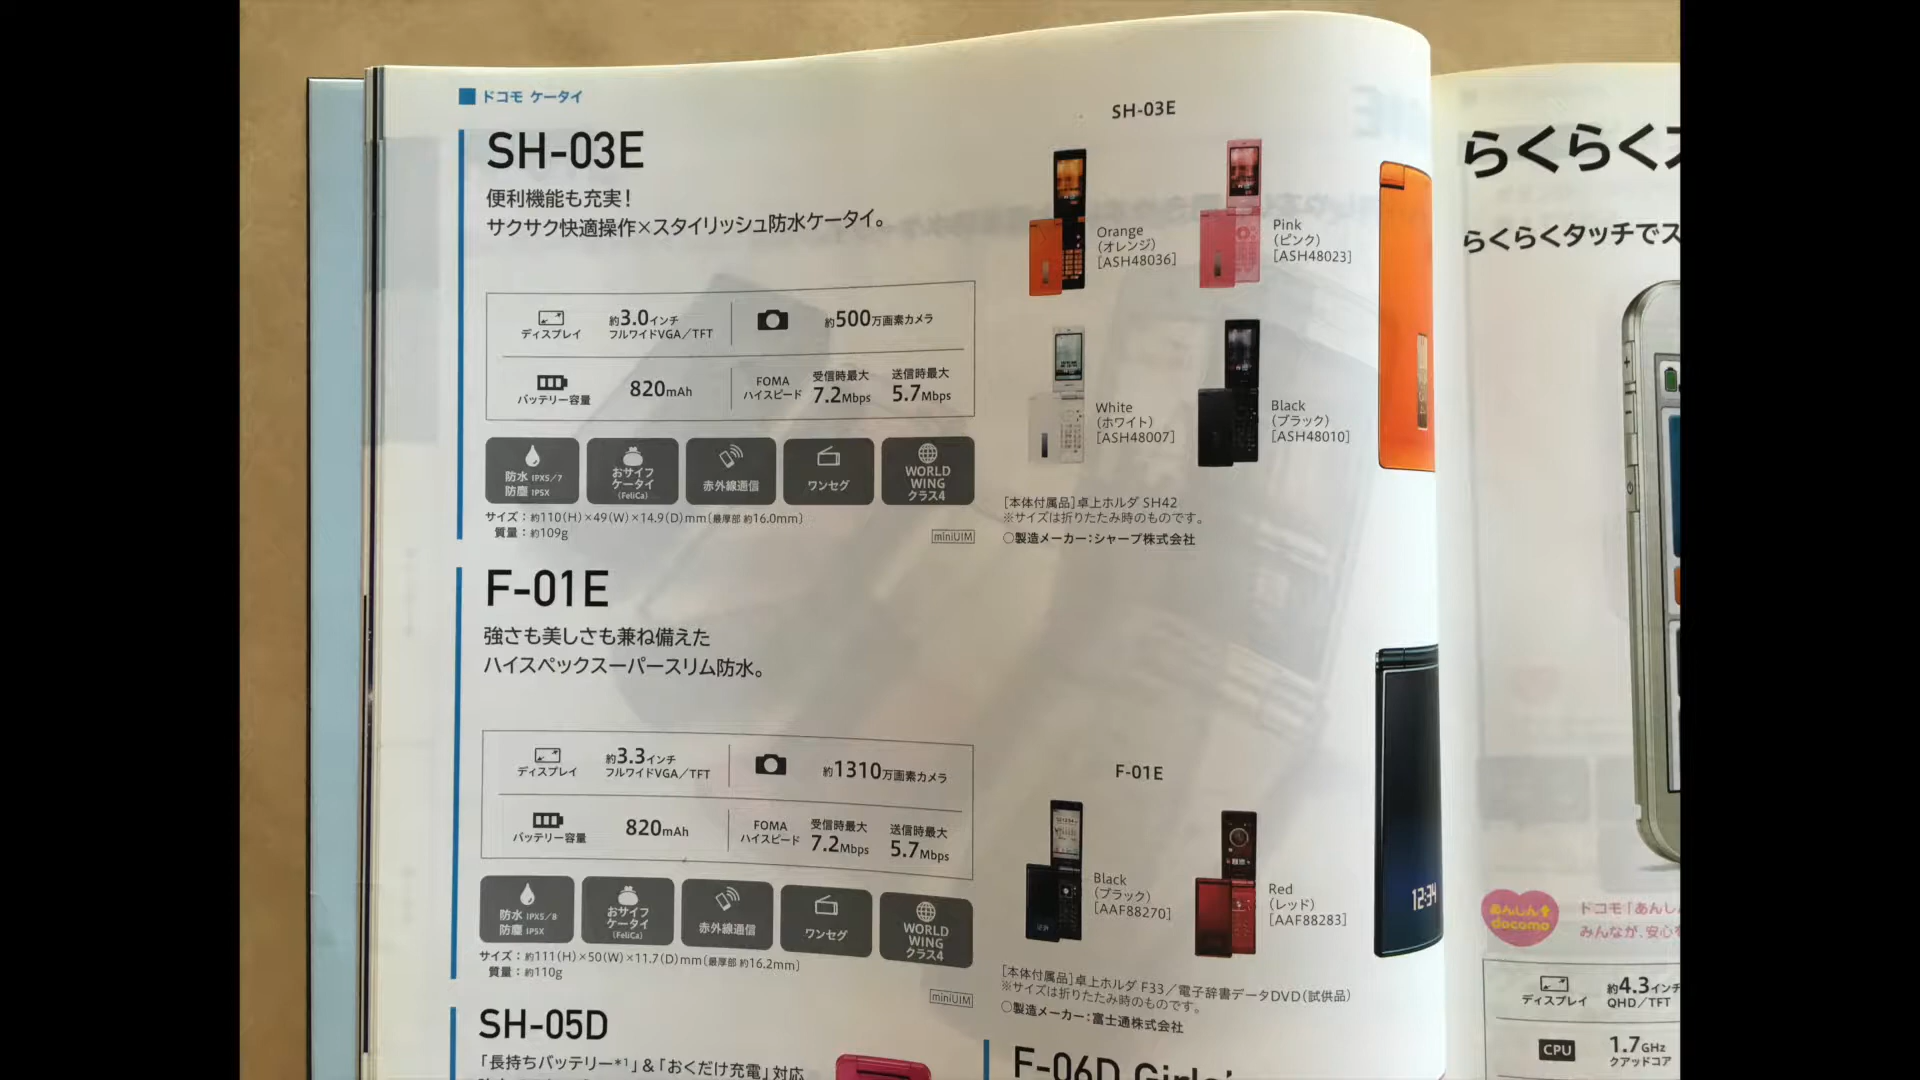 ドコモ ケータイ
SH-03E
便利機能も充実!
サクサク快適操作×スタイリッシュ防水ケータイ。
ディスプレイ
約3.0インチ
フルワイドVGA/TFT
約500万画素カメラ
バッテリー容量
820mAh
FOMA
ハイスピード
受信時最大
7.2Mbps
送信時最大
5.7Mbps
防水 IPX5/7
防塵 IP5X
おサイフ
ケータイ
(FeliCa)
赤外線通信
ワンセグ
WORLD
WING
クラス4
サイズ:約110(H)×49(W)×14.9(D)mm〔最厚部 約16.0mm〕
質量:約109g
miniUIM
SH-03E
Orange
(オレンジ)
[ASH48036]
Pink
(ピンク)
[ASH48023]
White
(ホワイト)
[ASH48007]
Black
(ブラック)
[ASH48010]
[本体付属品]卓上ホルダ SH42
※サイズは折りたたみ時のものです。
○製造メーカー:シャープ株式会社
F-01E
強さも美しさも兼ね備えた
ハイスペックスーパースリム防水。
ディスプレイ
約3.3インチ
フルワイドVGA/TFT
約1310万画素カメラ
バッテリー容量
820mAh
FOMA
ハイスピード
受信時最大
7.2Mbps
送信時最大
5.7Mbps
防水 IPX5/8
防塵 IP5X
おサイフ
ケータイ
(FeliCa)
赤外線通信
ワンセグ
WORLD
WING
クラス4
サイズ:約111(H)×50(W)×11.7(D)mm〔最厚部 約16.2mm〕
質量:約110g
miniUIM
F-01E
Black
(ブラック)
[AAF88270]
Red
(レッド)
[AAF88283]
12:34
[本体付属品]卓上ホルダ F33/電子辞書データDVD(試供品)
※サイズは折りたたみ時のものです。
○製造メーカー:富士通株式会社
SH-05D
「長持ちバッテリー*1」&「おくだけ充電」対応
F-06D Girls'
らくらくス
らくらくタッチでス
あんしん
docomo
ドコモ「あんし
みんなが、安心
ディスプレイ
約4.3インチ
QHD/TFT
CPU
1.7GHz
クアッドコア